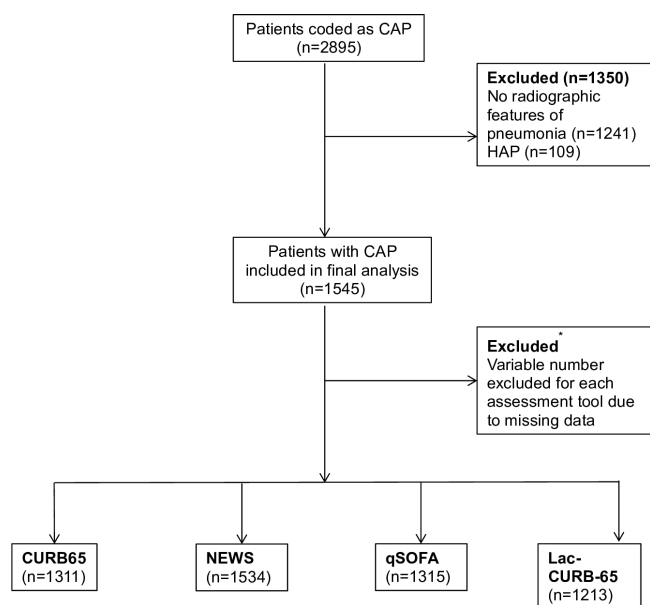 Patients coded as CAP
(n=2895)
Excluded (n=1350)
No radiographic
features of
pneumonia (n=1241)
HAP (n=109)
Patients with CAP
included in final analysis
(n=1545)
Excluded*
Variable number
excluded for each
assessment tool due
to missing data
CURB65
(n=1311)
NEWS
(n=1534)
qSOFA
(n=1315)
Lac-
CURB-65
(n=1213)